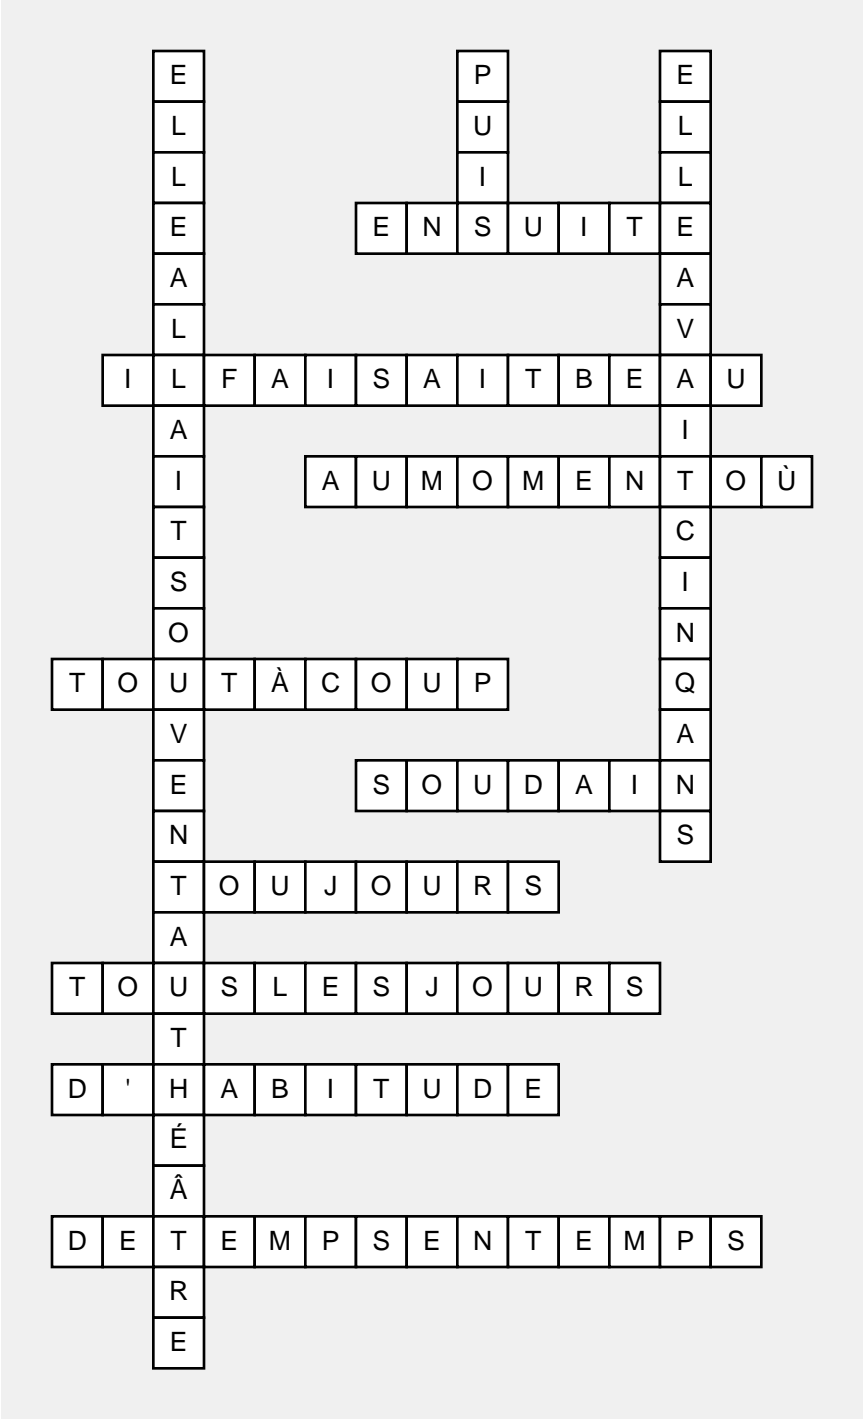 ELLEALLAITSOUVENTAUTHÉÂTRE
PUIS
ELLEAVAITCINQANS
ENSUITE
ILFAISAITBEAU
AUMOMENTOÙ
TOUTÀCOUP
SOUDAIN
TOUJOURS
TOUSLESJOURS
D'HABITUDE
DETEMPSENTEMPS